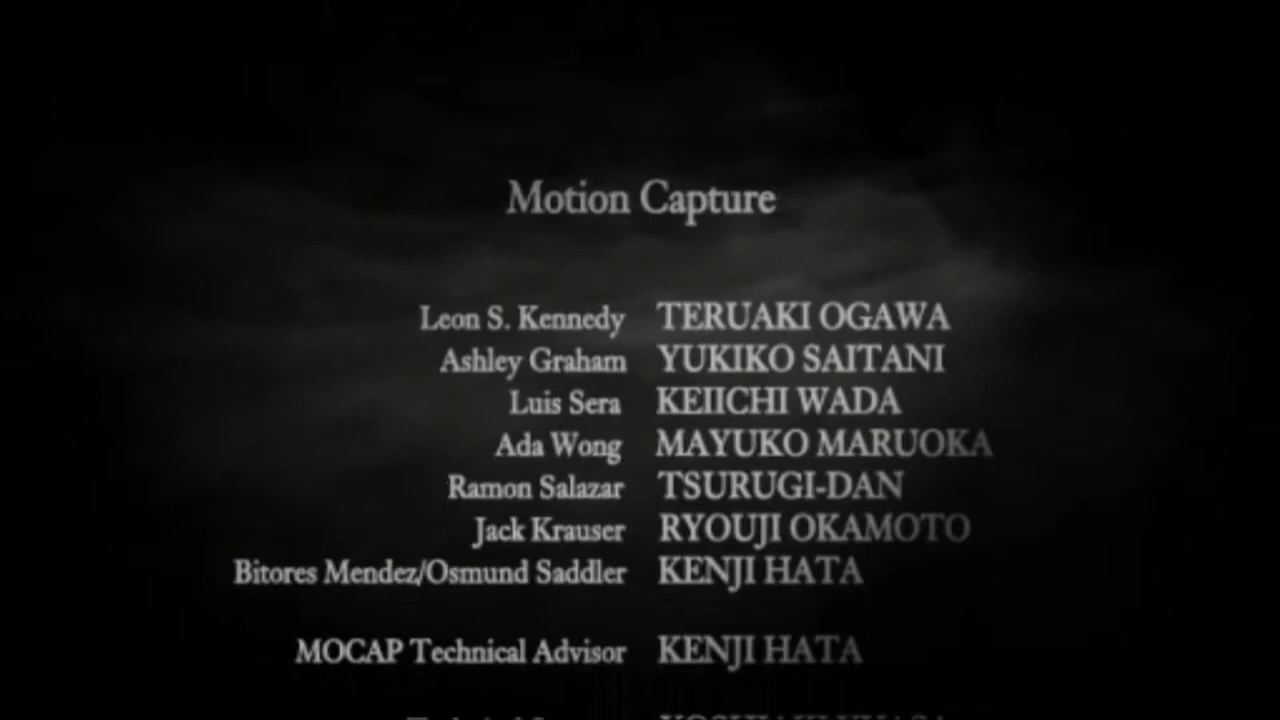 Motion Capture
Leon S. Kennedy TERUAKI OGAWA
Ashley Graham YUKIKO SAITANI
Luis Sera KEIICHI WADA
Ada Wong MAYUKO MARUOKA
Ramon Salazar TSURUGI-DAN
Jack Krauser RYOUJI OKAMOTO
Bitores Mendez/Osmund Saddler KENJI HATA
MOCAP Technical Advisor KENJI HATA